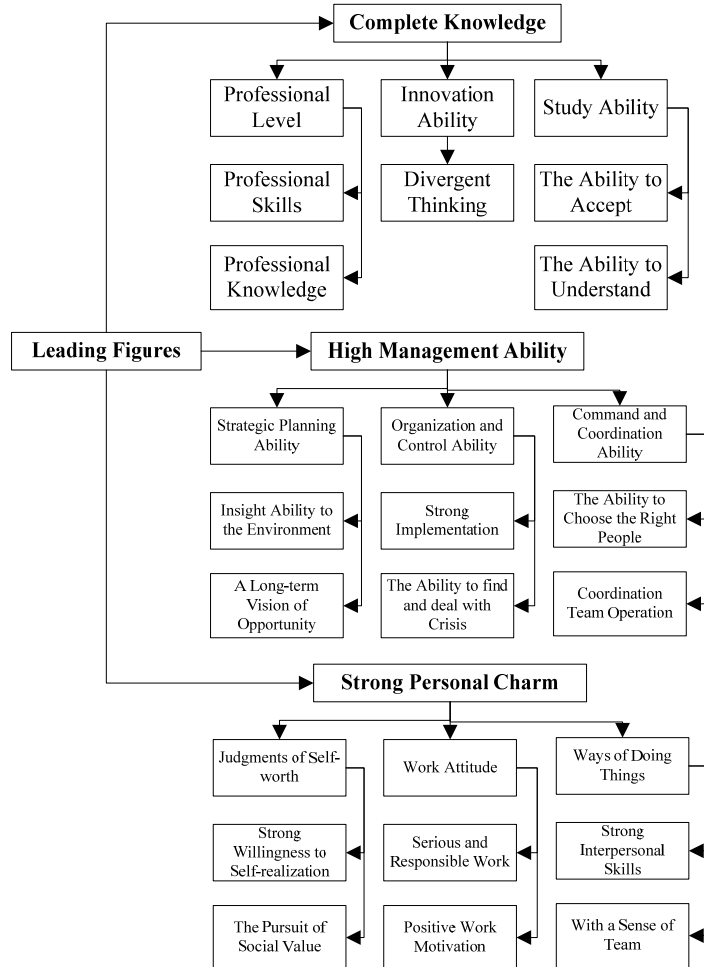 Complete Knowledge
Professional
Level
Innovation
Ability
Study Ability
Professional
Skills
Divergent
Thinking
The Ability to
Accept
Professional
Knowledge
The Ability to
Understand
Leading Figures
High Management Ability
Strategic Planning
Ability
Organization and
Control Ability
Command and
Coordination
Ability
Insight Ability to
the Environment
Strong
Implementation
The Ability to
Choose the Right
People
A Long-term
Vision of
Opportunity
The Ability to find
and deal with
Crisis
Coordination
Team Operation
Strong Personal Charm
Judgments of Self-
worth
Work Attitude
Ways of Doing
Things
Strong
Willingness to
Self-realization
Serious and
Responsible Work
Strong
Interpersonal
Skills
The Pursuit of
Social Value
Positive Work
Motivation
With a Sense of
Team